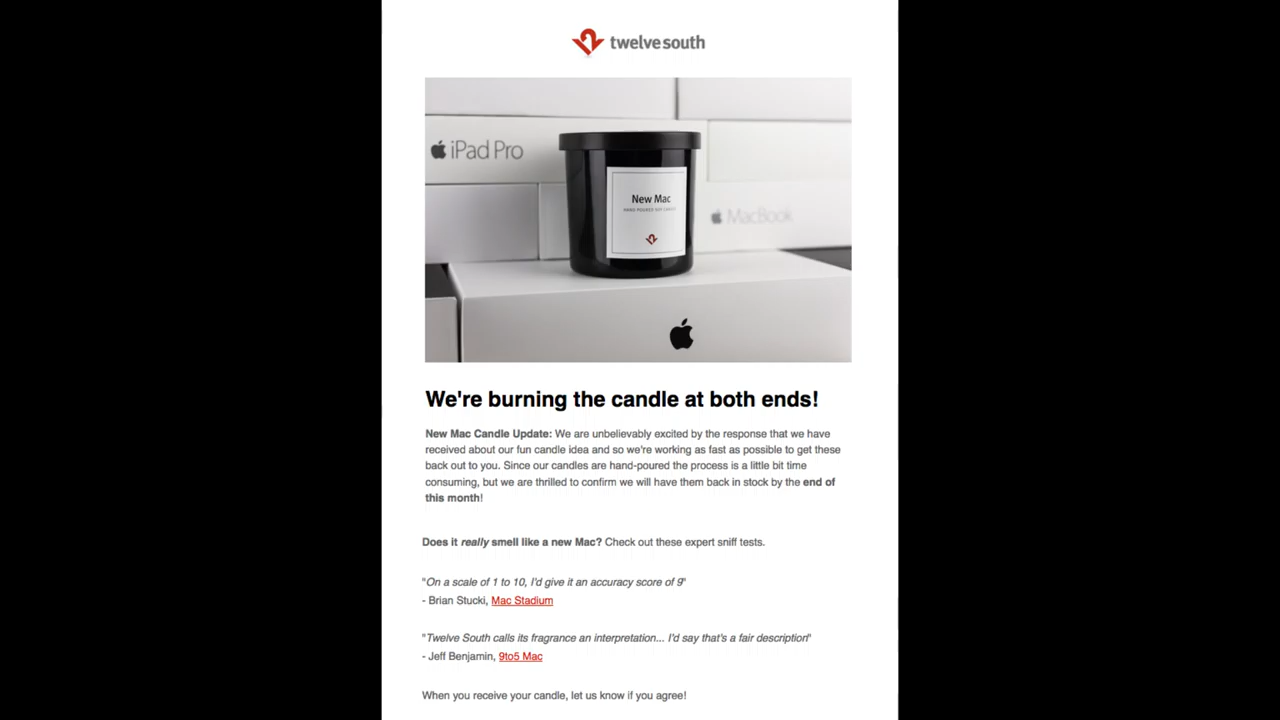 twelve south
iPad Pro
New Mac
HAND POURED SOY CANDLE
MacBook
We're burning the candle at both ends!
New Mac Candle Update: We are unbelievably excited by the response that we have
received about our fun candle idea and so we're working as fast as possible to get these
back out to you. Since our candles are hand-poured the process is a little bit time
consuming, but we are thrilled to confirm we will have them back in stock by the end of
this month!
Does it really smell like a new Mac? Check out these expert sniff tests.
"On a scale of 1 to 10, I'd give it an accuracy score of 9"
- Brian Stucki, Mac Stadium
"Twelve South calls its fragrance an interpretation... I'd say that's a fair description"
- Jeff Benjamin, 9to5 Mac
When you receive your candle, let us know if you agree!